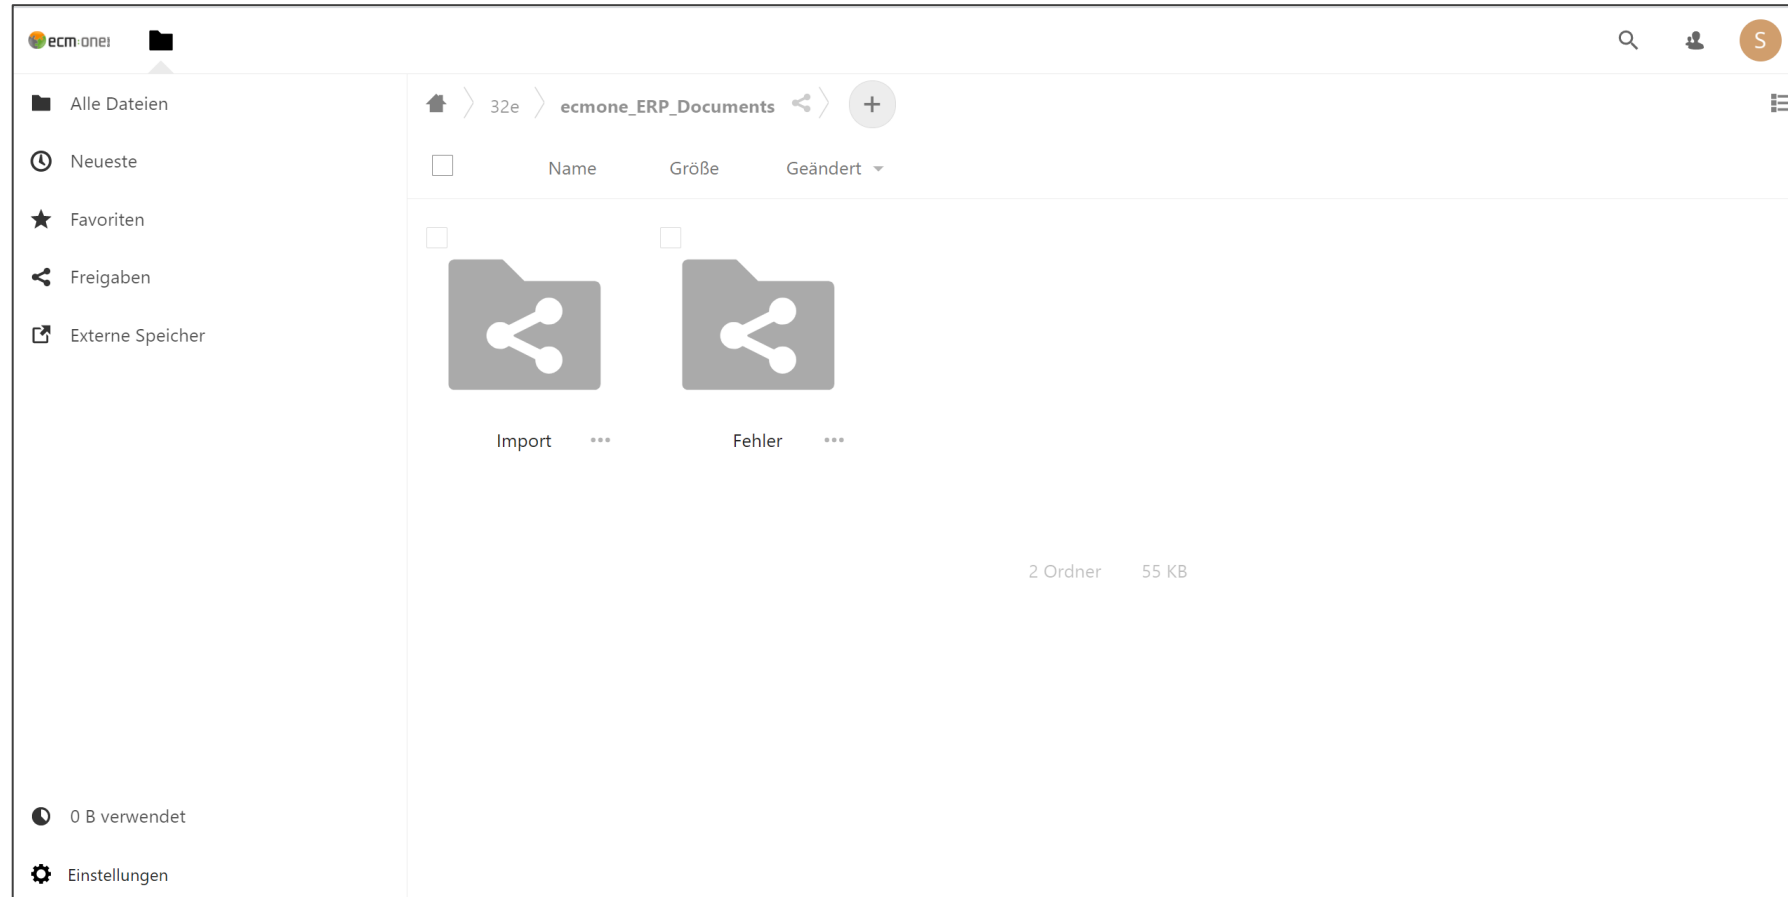 ecm:one:
S
Alle Dateien
32e
ecmone_ERP_Documents
+
Neueste
Name Größe Geändert
Favoriten
Freigaben
Externe Speicher
Import ••• Fehler •••
2 Ordner 55 KB
0 B verwendet
Einstellungen